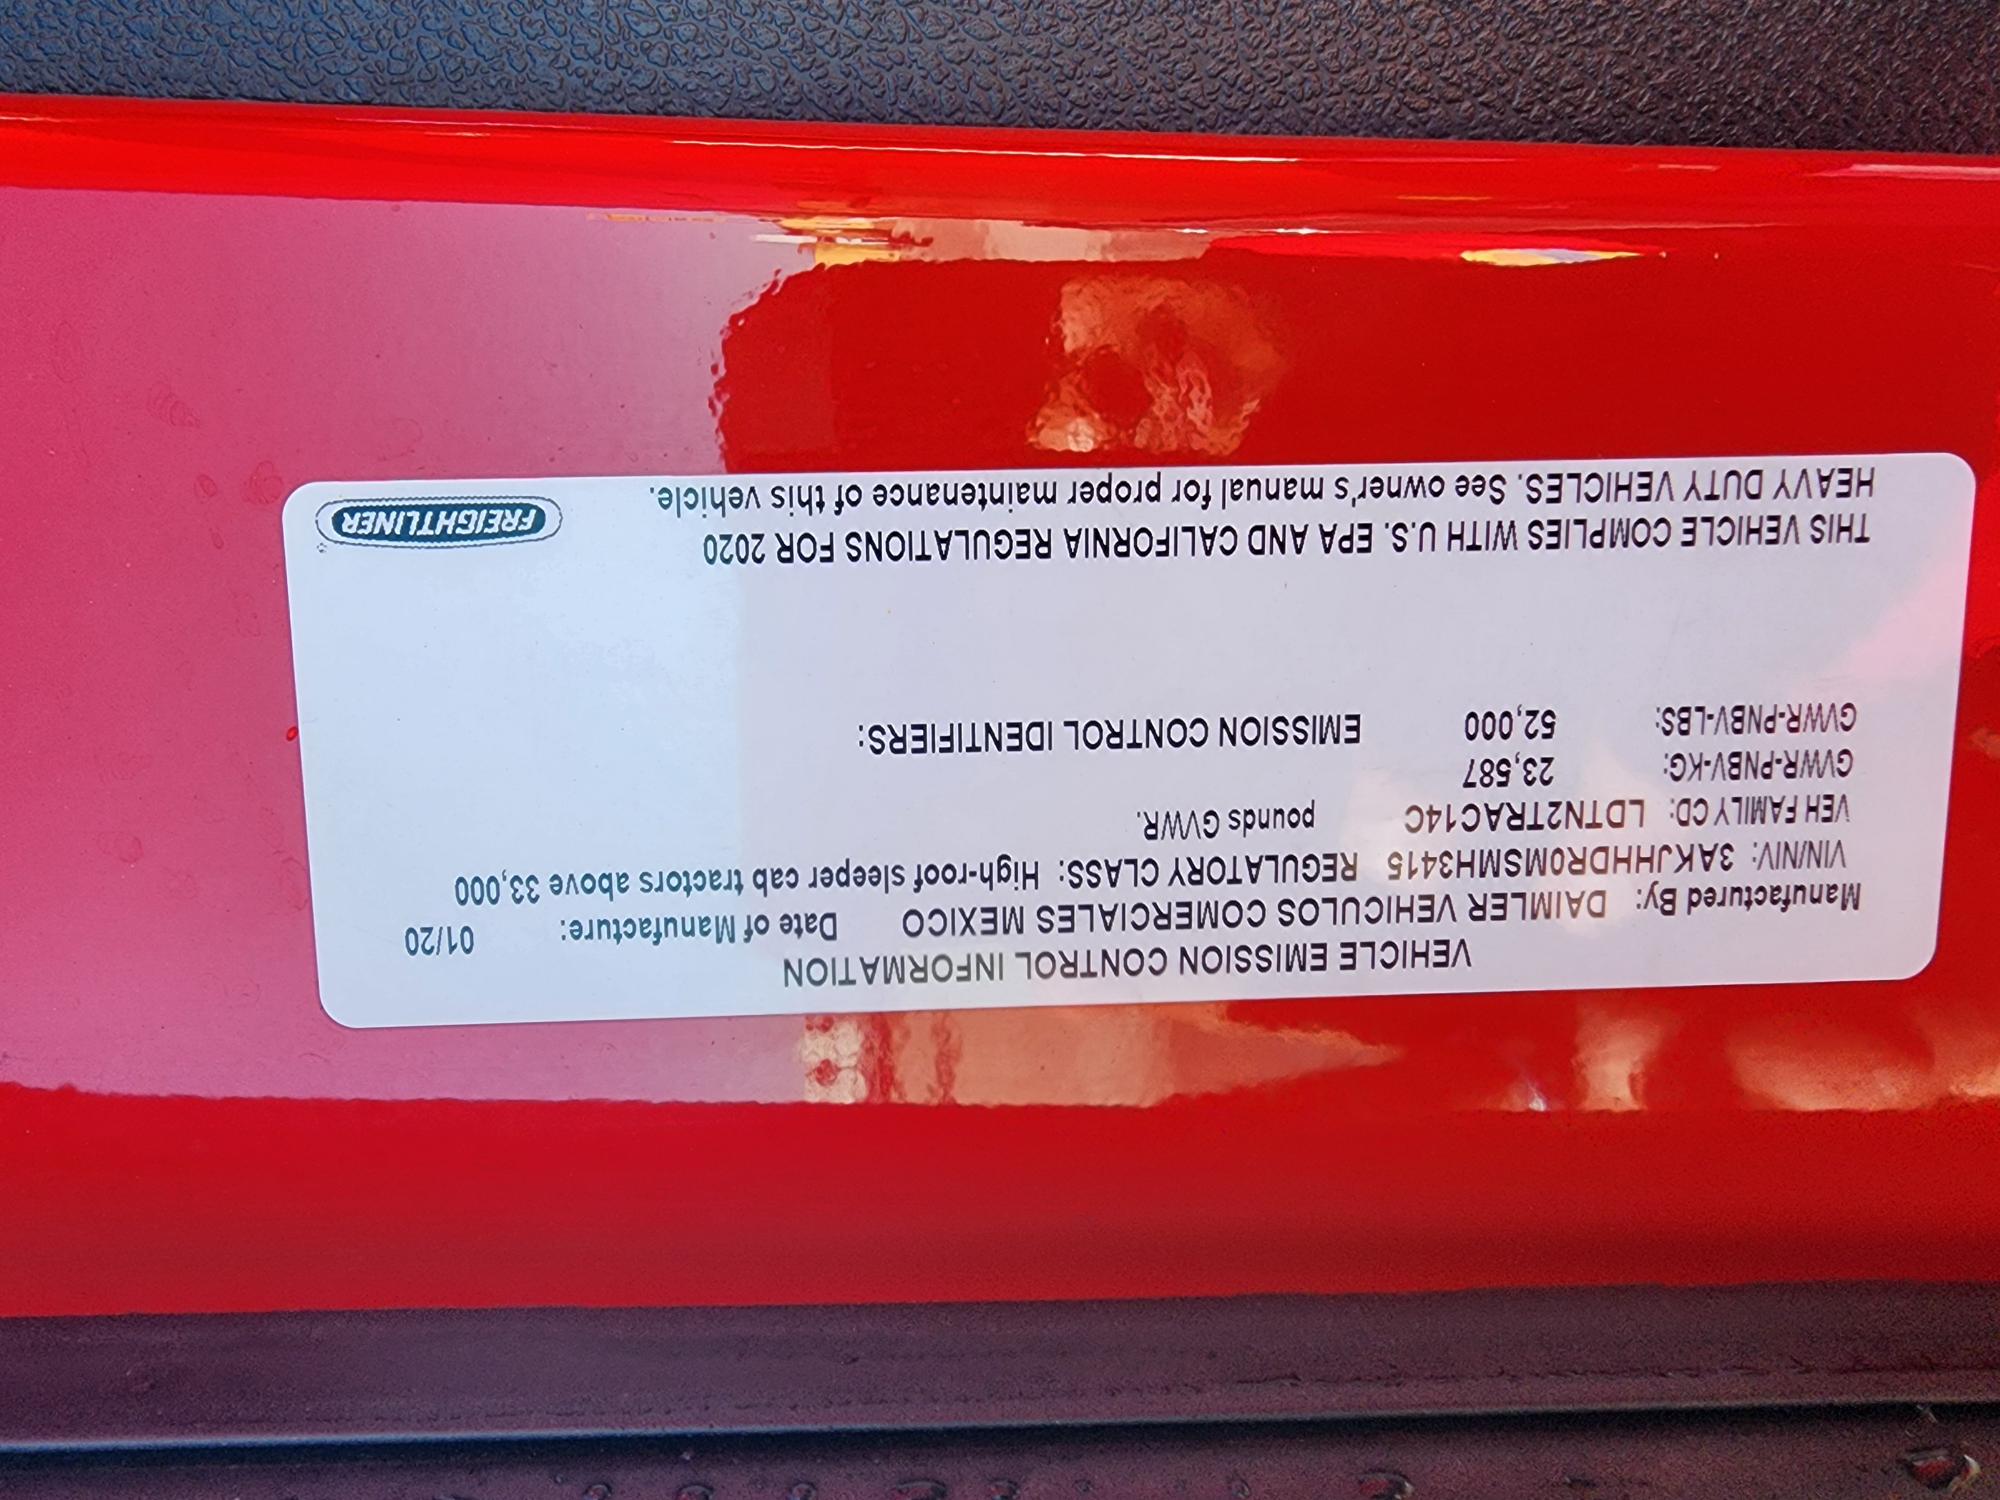 VEHICLE EMISSION CONTROL INFORMATION
Manufactured By: DAIMLER VEHICULOS COMERCIALES MEXICO Date of Manufacture: 01/20
VIN/NIV: 3AKJHHDR0MSMH3415 REGULATORY CLASS: High-roof sleeper cab tractors above 33,000
VEH FAMILY CD: LDTN2TRAC14C pounds GVWR.
GVWR-PNBV-KG: 23,587
GVWR-PNBV-LBS: 52,000 EMISSION CONTROL IDENTIFIERS:
THIS VEHICLE COMPLIES WITH U.S. EPA AND CALIFORNIA REGULATIONS FOR 2020
HEAVY DUTY VEHICLES. See owner's manual for proper maintenance of this vehicle.
FREIGHTLINER